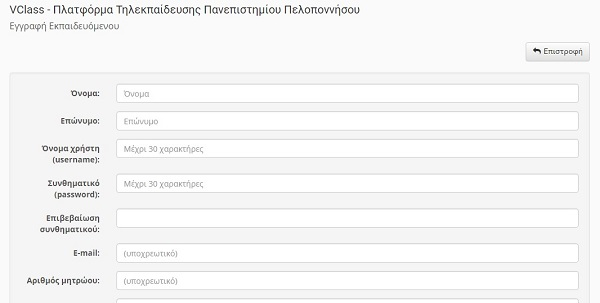 VClass - Πλατφόρμα Τηλεκπαίδευσης Πανεπιστημίου Πελοποννήσου
Εγγραφή Εκπαιδευόμενου
Επιστροφή
Όνομα: Όνομα
Επώνυμο: Επώνυμο
Όνομα χρήστη Μέχρι 30 χαρακτήρες
(username):
Συνθηματικό Μέχρι 30 χαρακτήρες
(password):
Επιβεβαίωση
συνθηματικού:
E-mail: (υποχρεωτικό)
Αριθμός μητρώου: (υποχρεωτικό)